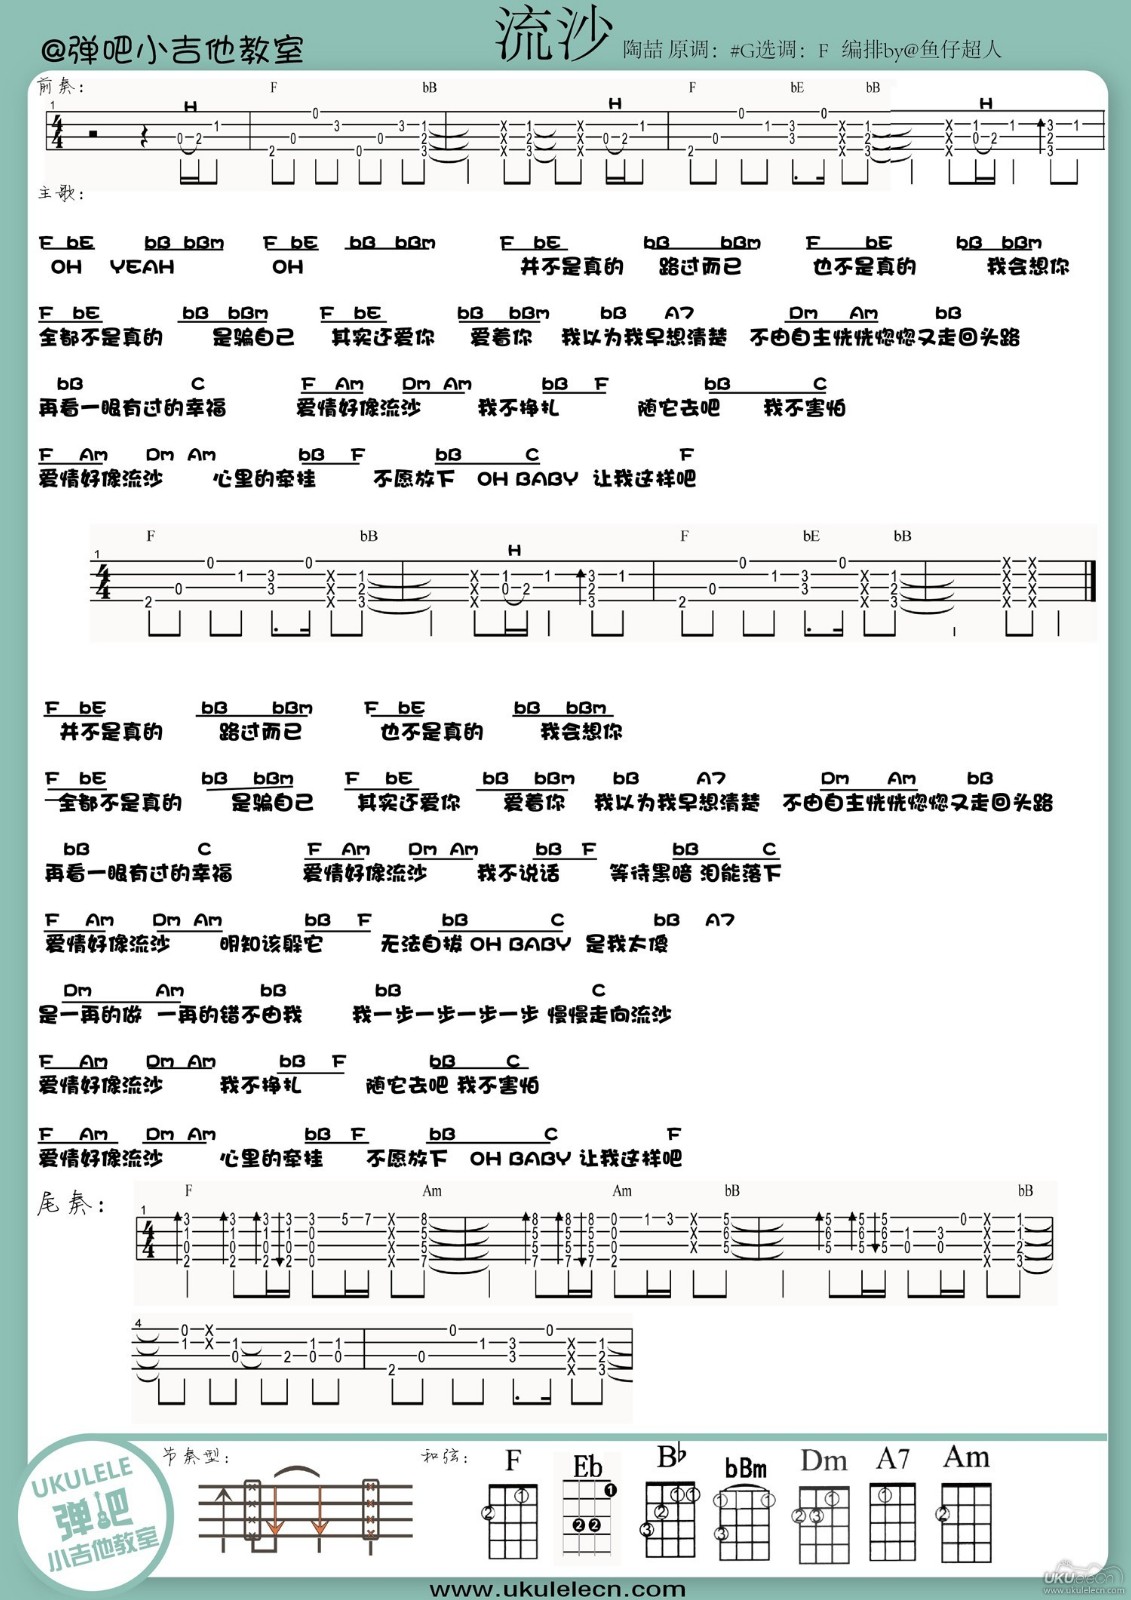 @弹吧小吉他教室 流沙 陶喆 原调：#G选调：F 编排by@鱼仔超人
前奏：
H F bB H F bE bB H
主歌：
F bE bB bBm F bE bB bBm F bE bB bBm F bE bB bBm
OH YEAH OH 并不是真的 路过而已 也不是真的 我会想你
F bE bB bBm F bE bB bBm bB A7 Dm Am bB
全都不是真的 是骗自己 其实还爱你 爱着你 我以为我早想清楚 不由自主恍恍惚惚又走回头路
bB C F Am Dm Am bB F bB C
再看一眼有过的幸福 爱情好像流沙 我不挣扎 随它去吧 我不害怕
F Am Dm Am bB F bB C F
爱情好像流沙 心里的牵挂 不愿放下 OH BABY 让我这样吧
F bB H F bE bB
F bE bB bBm F bE bB bBm
并不是真的 路过而已 也不是真的 我会想你
F bE bB bBm F bE bB bBm bB A7 Dm Am bB
全都不是真的 是骗自己 其实还爱你 爱着你 我以为我早想清楚 不由自主恍恍惚惚又走回头路
bB C F Am Dm Am bB F bB C
再看一眼有过的幸福 爱情好像流沙 我不说话 等待黑暗 泪能落下
F Am Dm Am bB F bB C bB A7
爱情好像流沙 明知该躲它 无法自拔 OH BABY 是我太傻
Dm Am bB bB C
是一再的做 一再的错不由我 我一步一步一步一步 慢慢走向流沙
F Am Dm Am bB F bB C
爱情好像流沙 我不挣扎 随它去吧 我不害怕
F Am Dm Am bB F bB C F
爱情好像流沙 心里的牵挂 不愿放下 OH BABY 让我这样吧
尾奏：
F Am Am bB bB
节奏型： 和弦： F Eb B♭ bBm Dm A7 Am
UKULELE
弹吧
小吉他教室
www.ukulelecn.com
UKUlelecn
www.ukulelecn.com